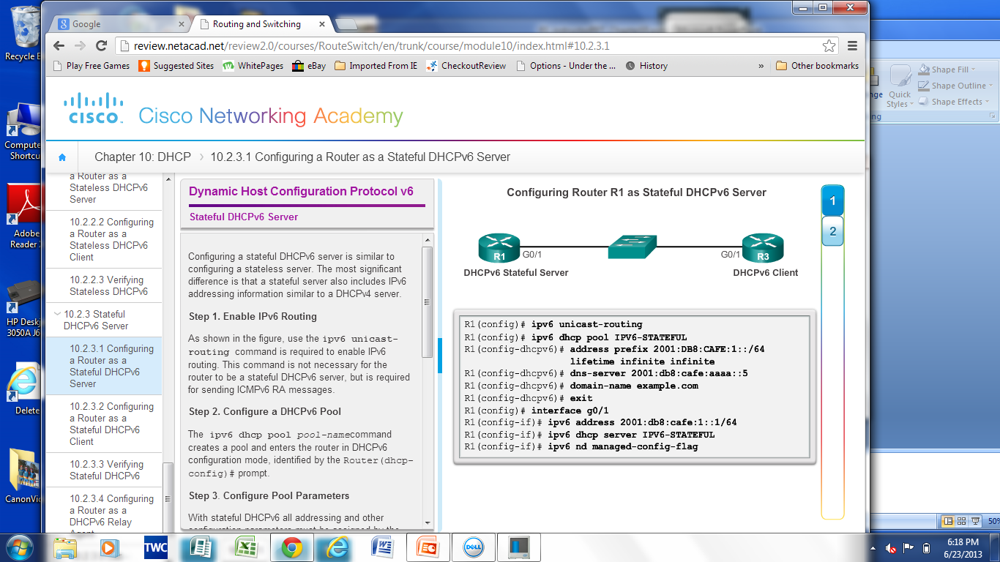 Recycle B
Compute
Shortcu
Adobe
Reader X
HP Deskj
3050A J6
Delete
CanonVid
Google
Routing and Switching
review.netacad.net/review2.0/courses/RouteSwitch/en/trunk/course/module10/index.html#10.2.3.1
Play Free Games
Suggested Sites
WhitePages
eBay
Imported From IE
CheckoutReview
Options - Under the ...
History
»
Other bookmarks
CISCO. Cisco Networking Academy
Chapter 10: DHCP > 10.2.3.1 Configuring a Router as a Stateful DHCPv6 Server
a Router as a
Stateless DHCPv6
Server
10.2.2.2 Configuring
a Router as a
Stateless DHCPv6
Client
10.2.2.3 Verifying
Stateless DHCPv6
10.2.3 Stateful
DHCPv6 Server
10.2.3.1 Configuring
a Router as a
Stateful DHCPv6
Server
10.2.3.2 Configuring
a Router as a
Stateful DHCPv6
Client
10.2.3.3 Verifying
Stateful DHCPv6
10.2.3.4 Configuring
a Router as a
DHCPv6 Relay
Agent
Dynamic Host Configuration Protocol v6
Stateful DHCPv6 Server
Configuring a stateful DHCPv6 server is similar to
configuring a stateless server. The most significant
difference is that a stateful server also includes IPv6
addressing information similar to a DHCPv4 server.
Step 1. Enable IPv6 Routing
As shown in the figure, use the ipv6 unicast-
routing command is required to enable IPv6
routing. This command is not necessary for the
router to be a stateful DHCPv6 server, but is required
for sending ICMPv6 RA messages.
Step 2. Configure a DHCPv6 Pool
The ipv6 dhcp pool pool-namecommand
creates a pool and enters the router in DHCPv6
configuration mode, identified by the Router(dhcp-
config)# prompt.
Step 3. Configure Pool Parameters
With stateful DHCPv6 all addressing and other
configuration parameters must be assigned by the
Configuring Router R1 as Stateful DHCPv6 Server
R1
G0/1
G0/1
R3
DHCPv6 Stateful Server
DHCPv6 Client
R1(config)# ipv6 unicast-routing
R1(config)# ipv6 dhcp pool IPV6-STATEFUL
R1(config-dhcpv6)# address prefix 2001:DB8:CAFE:1::/64
lifetime infinite infinite
R1(config-dhcpv6)# dns-server 2001:db8:cafe:aaaa::5
R1(config-dhcpv6)# domain-name example.com
R1(config-dhcpv6)# exit
R1(config)# interface g0/1
R1(config-if)# ipv6 address 2001:db8:cafe:1::1/64
R1(config-if)# ipv6 dhcp server IPV6-STATEFUL
R1(config-if)# ipv6 nd managed-config-flag
1
2
nge
Quick
Styles
Shape Fill
Shape Outline
Shape Effects
ng
50%
TWC
DELL
6:18 PM
6/23/2013